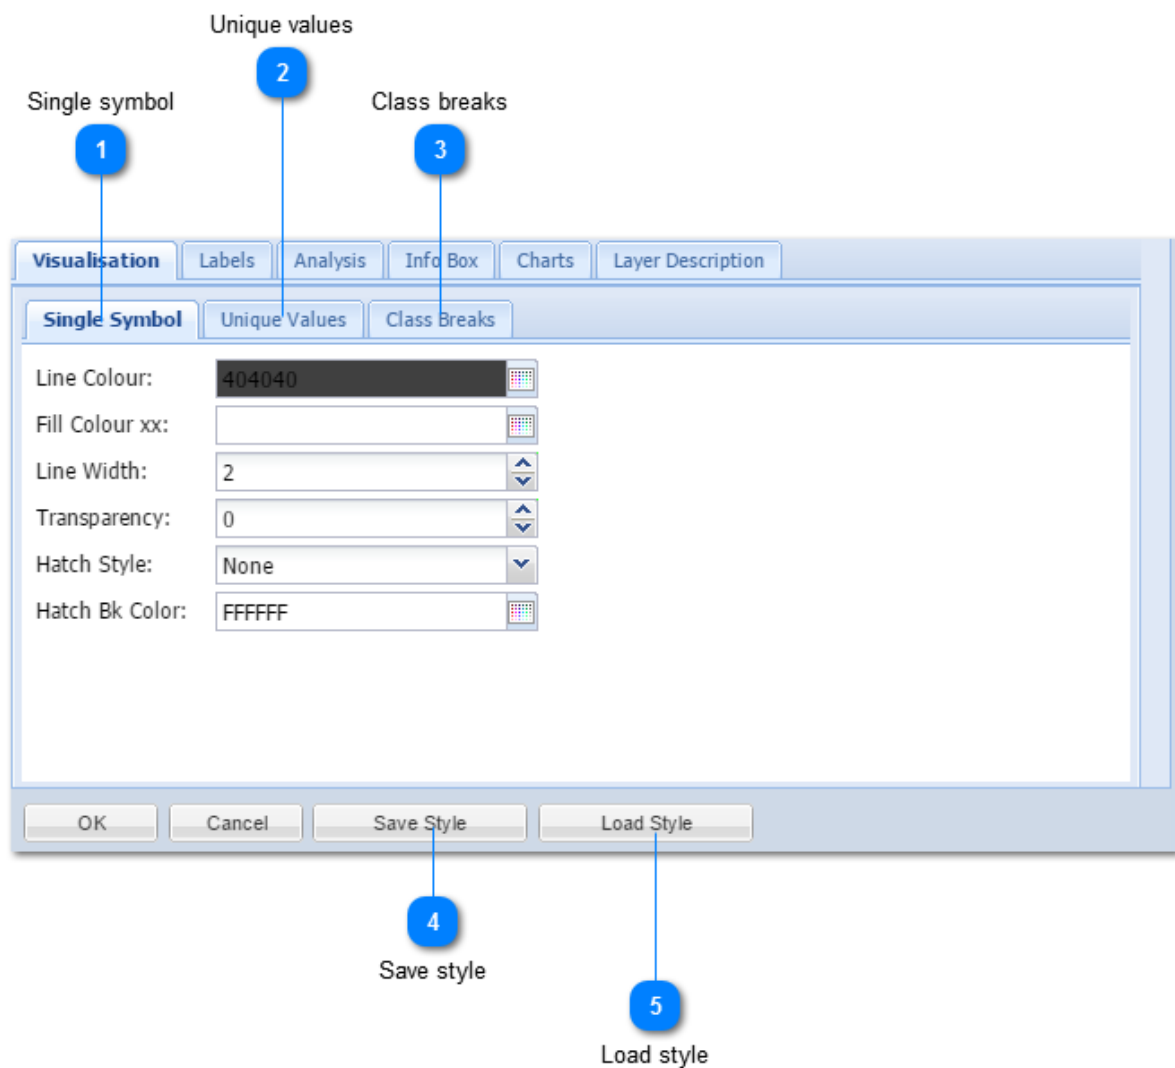 Unique values
2
Single symbol
Class breaks
1
3
Visualisation Labels Analysis Info Box Charts Layer Description
Single Symbol Unique Values Class Breaks
Line Colour: 404040
Fill Colour xx:
Line Width: 2
Transparency: 0
Hatch Style: None
Hatch Bk Color: FFFFFF
OK Cancel Save Style Load Style
4
Save style
5
Load style